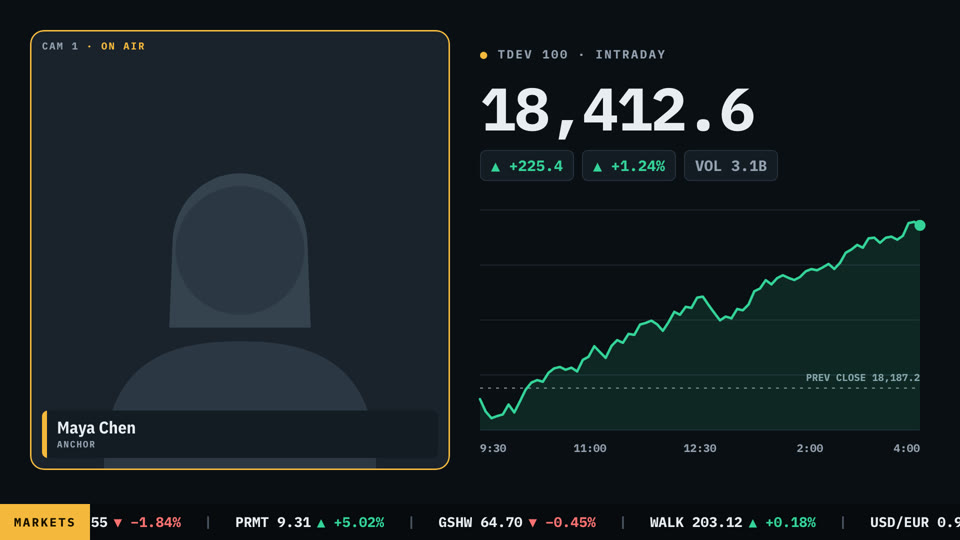 CAM 1 · ON AIR
TDEV 100 · INTRADAY
18,412.6
▲ +225.4 ▲ +1.24% VOL 3.1B
PREV CLOSE 18,187.2
9:30 11:00 12:30 2:00 4:00
Maya Chen
ANCHOR
MARKETS 55 ▼ −1.84% | PRMT 9.31 ▲ +5.02% | GSHW 64.70 ▼ −0.45% | WALK 203.12 ▲ +0.18% | USD/EUR 0.9